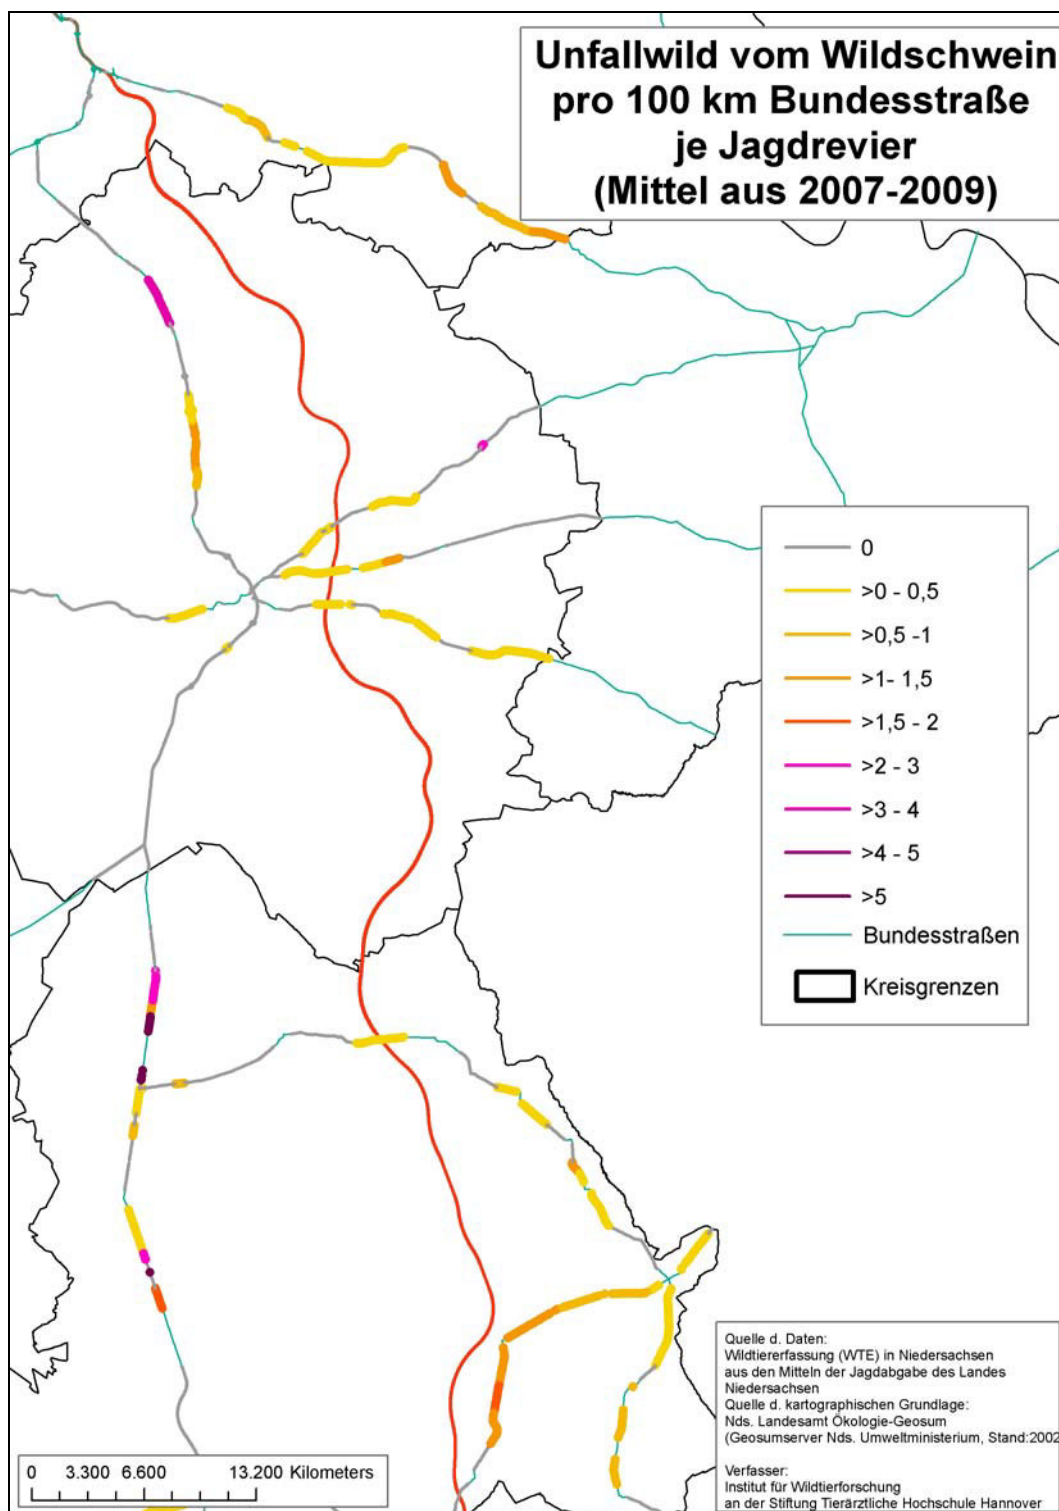 Unfallwild vom Wildschwein
pro 100 km Bundesstraße
je Jagdrevier
(Mittel aus 2007-2009)
0
>0 - 0,5
>0,5 -1
>1- 1,5
>1,5 - 2
>2 - 3
>3 - 4
>4 - 5
>5
Bundesstraßen
Kreisgrenzen
Quelle d. Daten:
Wildtiererfassung (WTE) in Niedersachsen
aus den Mitteln der Jagdabgabe des Landes
Niedersachsen
Quelle d. kartographischen Grundlage:
Nds. Landesamt Ökologie-Geosum
(Geosumserver Nds. Umweltministerium, Stand:2002
Verfasser:
Institut für Wildtierforschung
an der Stiftung Tierärztliche Hochschule Hannover
0 3.300 6.600 13.200 Kilometers